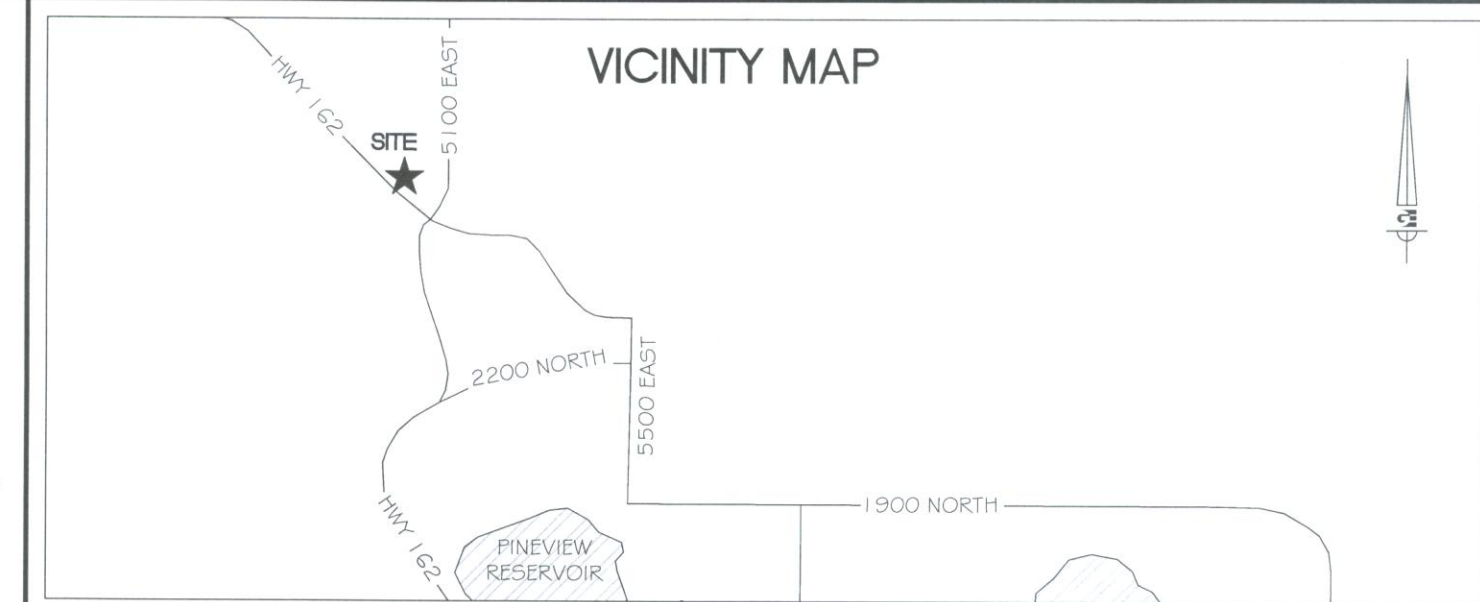 VICINITY MAP
HWY 162
5100 EAST
SITE
2200 NORTH
5500 EAST
1900 NORTH
HWY 162
PINEVIEW
RESERVOIR